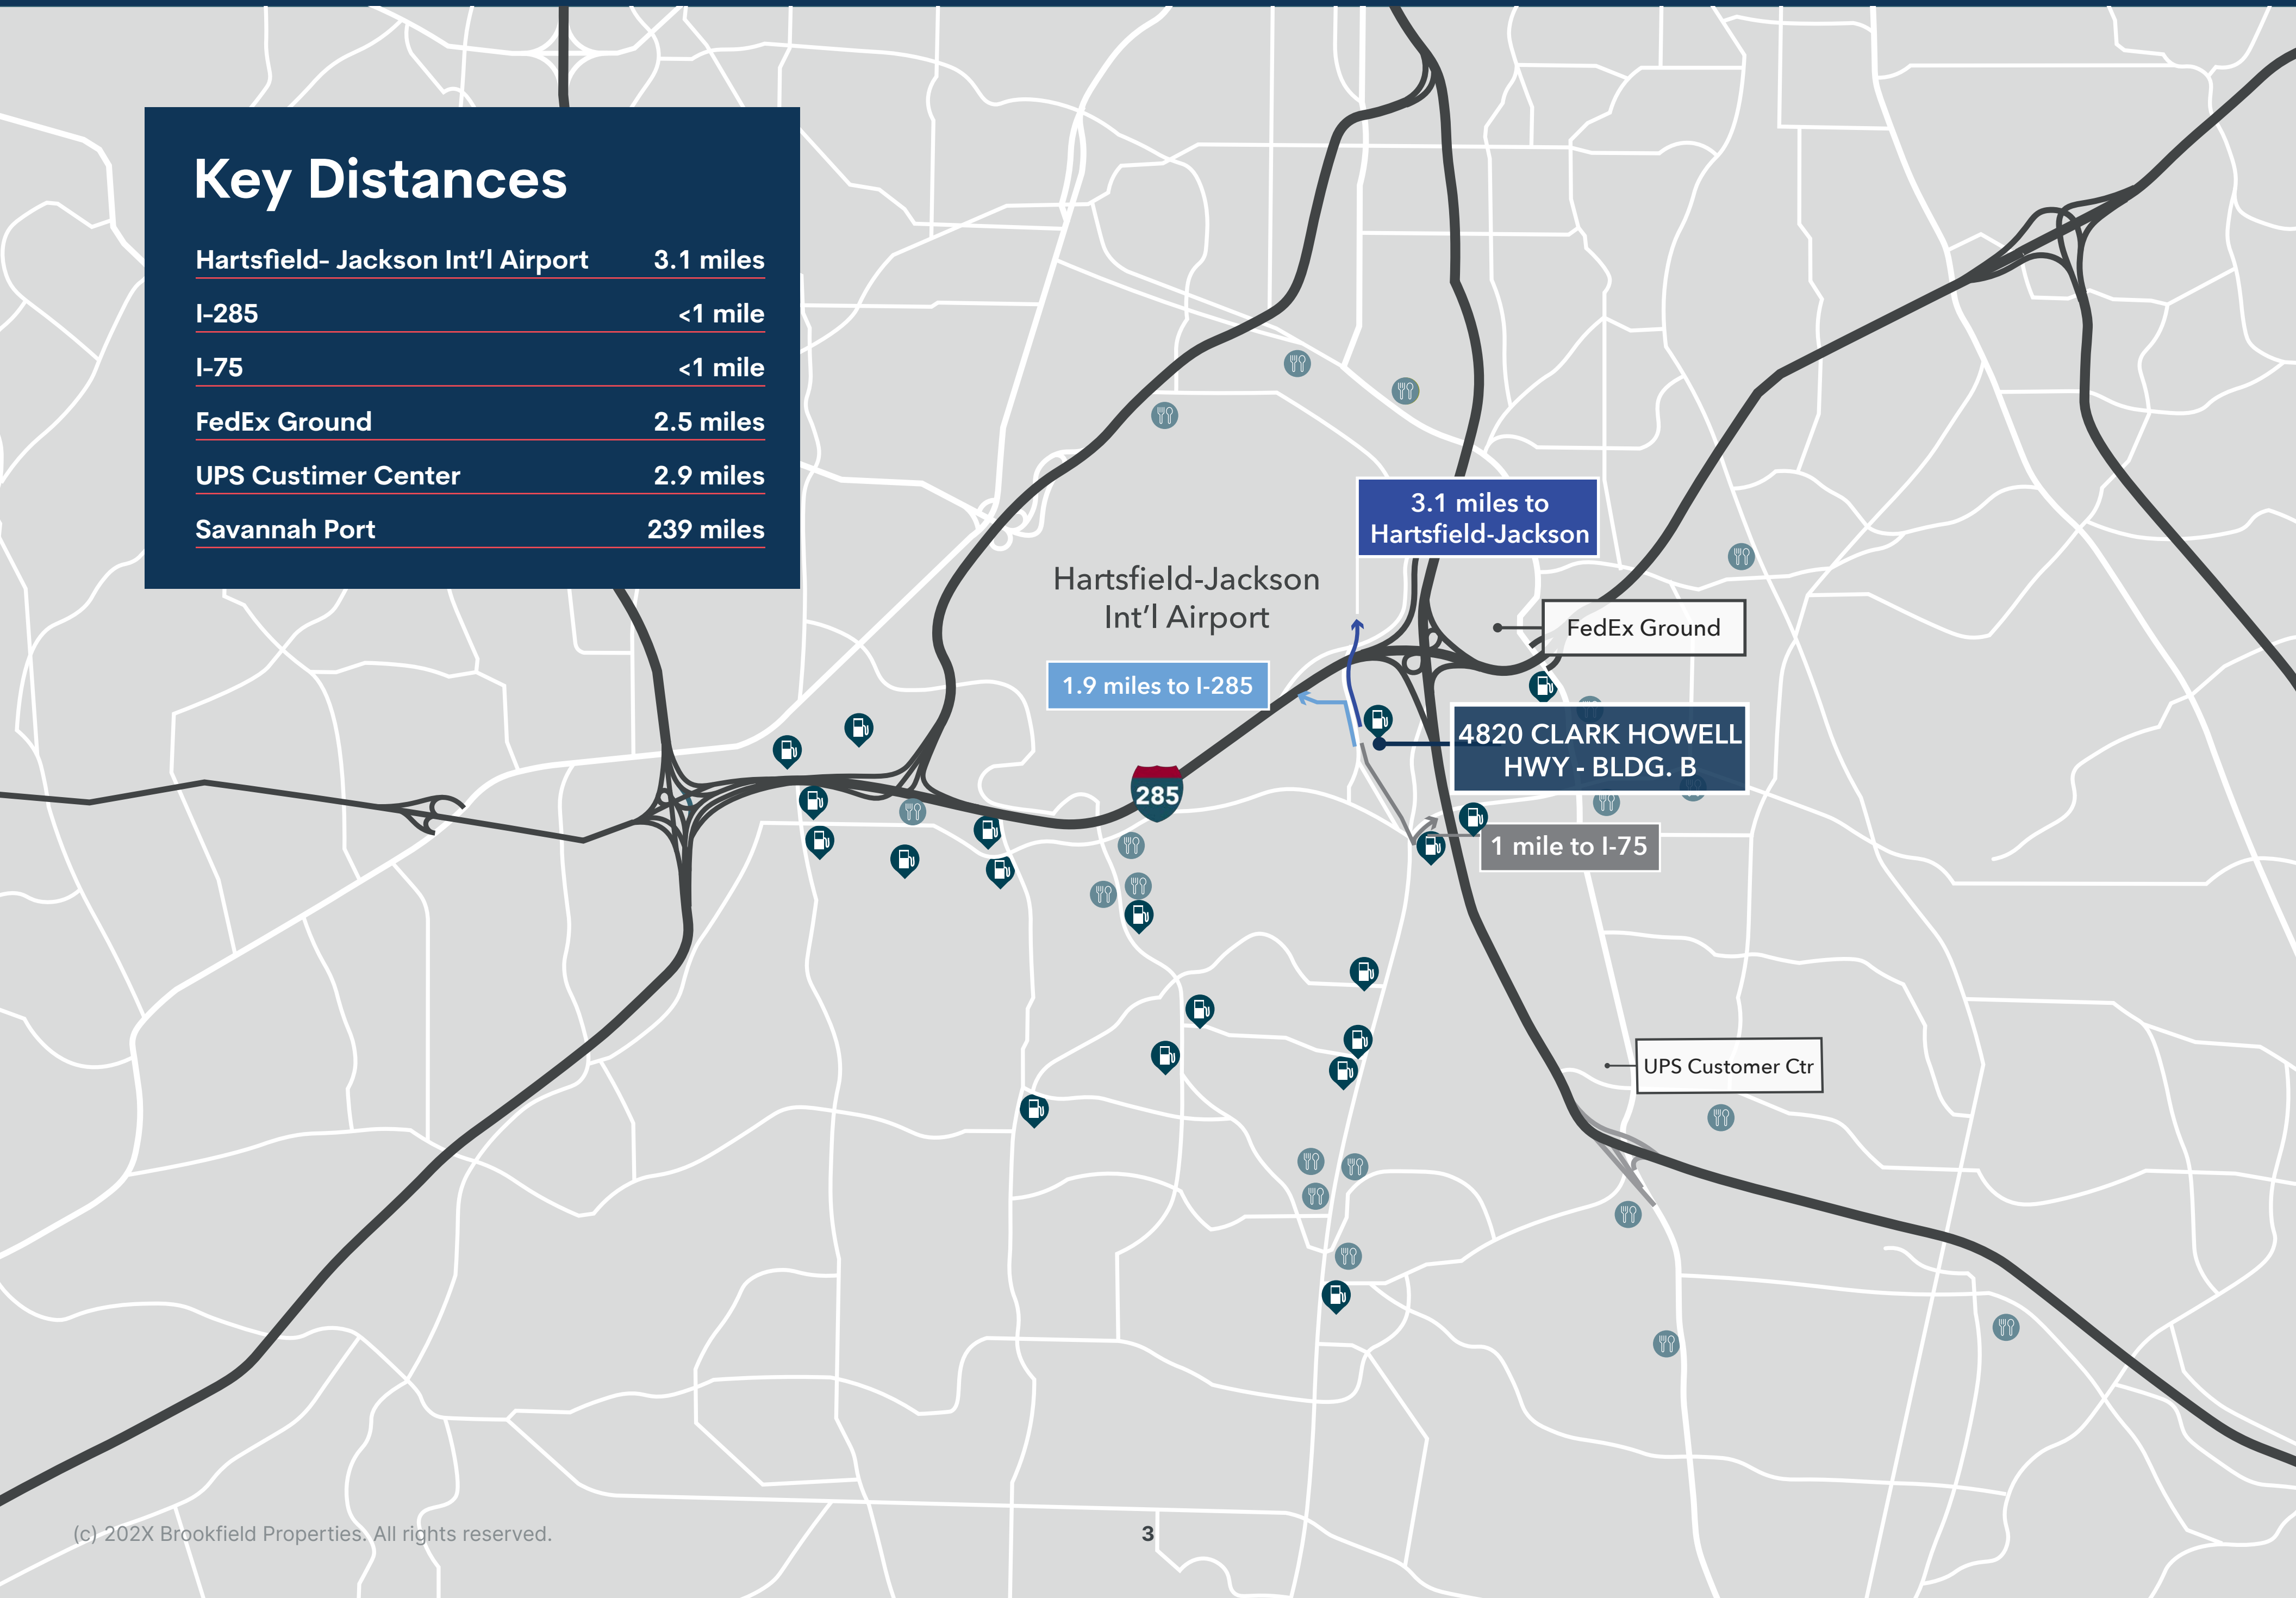 Key Distances
Hartsfield- Jackson Int'l Airport 3.1 miles
I-285 <1 mile
I-75 <1 mile
FedEx Ground 2.5 miles
UPS Custimer Center 2.9 miles
Savannah Port 239 miles
3.1 miles to
Hartsfield-Jackson
Hartsfield-Jackson
Int'l Airport
FedEx Ground
1.9 miles to I-285
4820 CLARK HOWELL
HWY - BLDG. B
285
1 mile to I-75
UPS Customer Ctr
(c) 202X Brookfield Properties. All rights reserved.
3